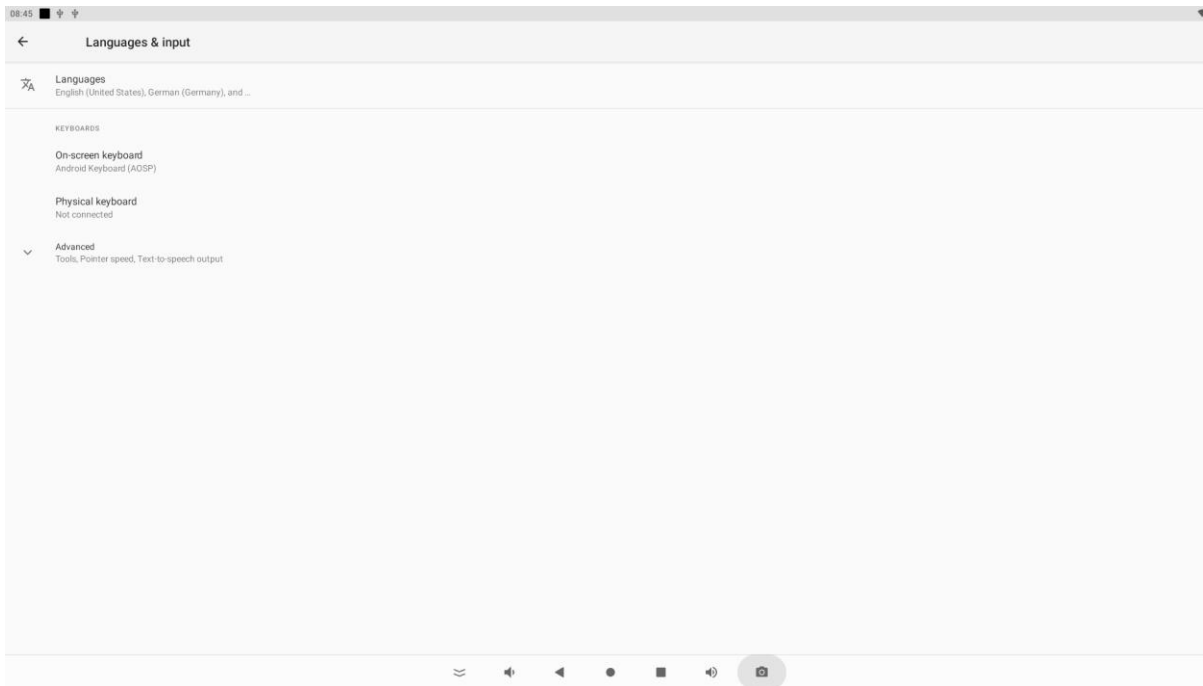 08:45
Languages & input
Languages
English (United States), German (Germany), and …
KEYBOARDS
On-screen keyboard
Android Keyboard (AOSP)
Physical keyboard
Not connected
Advanced
Tools, Pointer speed, Text-to-speech output